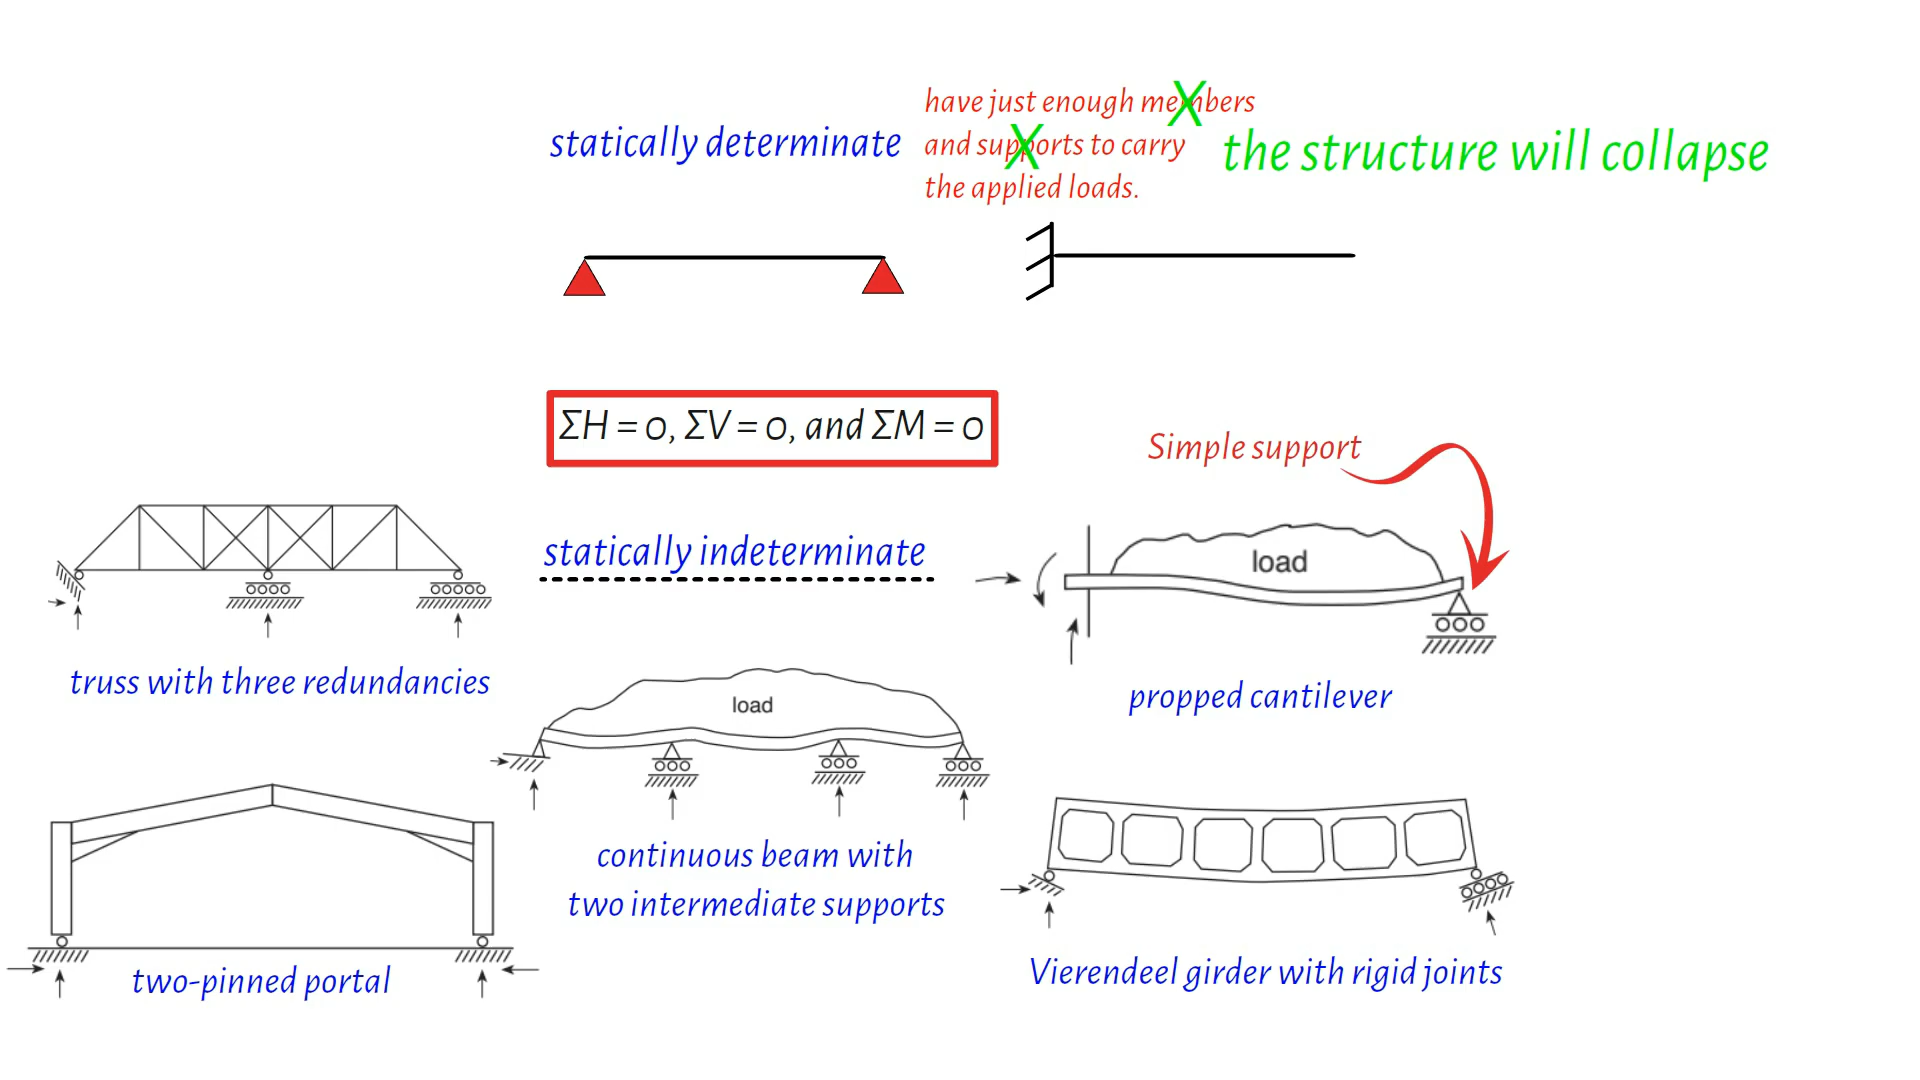 have just enough members
statically determinate
and supports to carry
the structure will collapse
the applied loads.
X
X
ΣH = 0, ΣV = 0, and ΣM = 0
Simple support
statically indeterminate
load
truss with three redundancies
propped cantilever
load
continuous beam with
two intermediate supports
two-pinned portal
Vierendeel girder with rigid joints